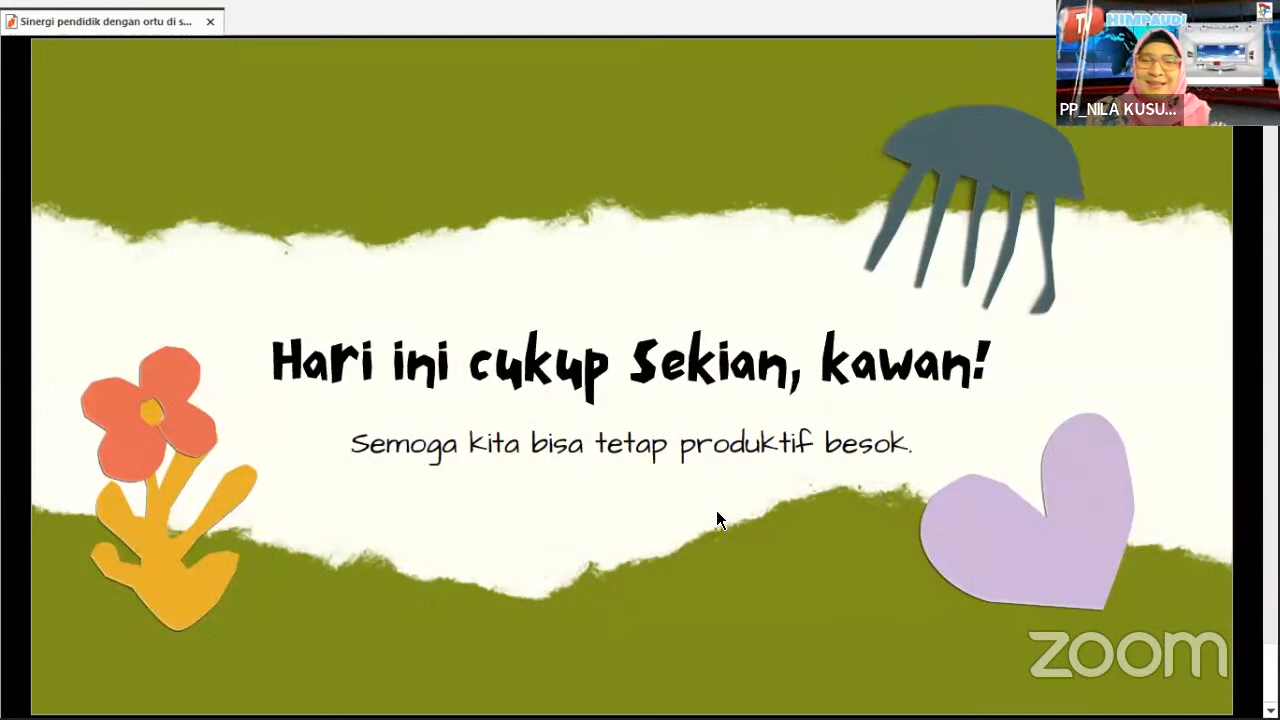 Sinergi pendidik dengan ortu di s...
TV HIMPAUDI
PP_NILA KUSU...
Hari ini cukup Sekian, kawan!
Semoga kita bisa tetap produktif besok.
zoom